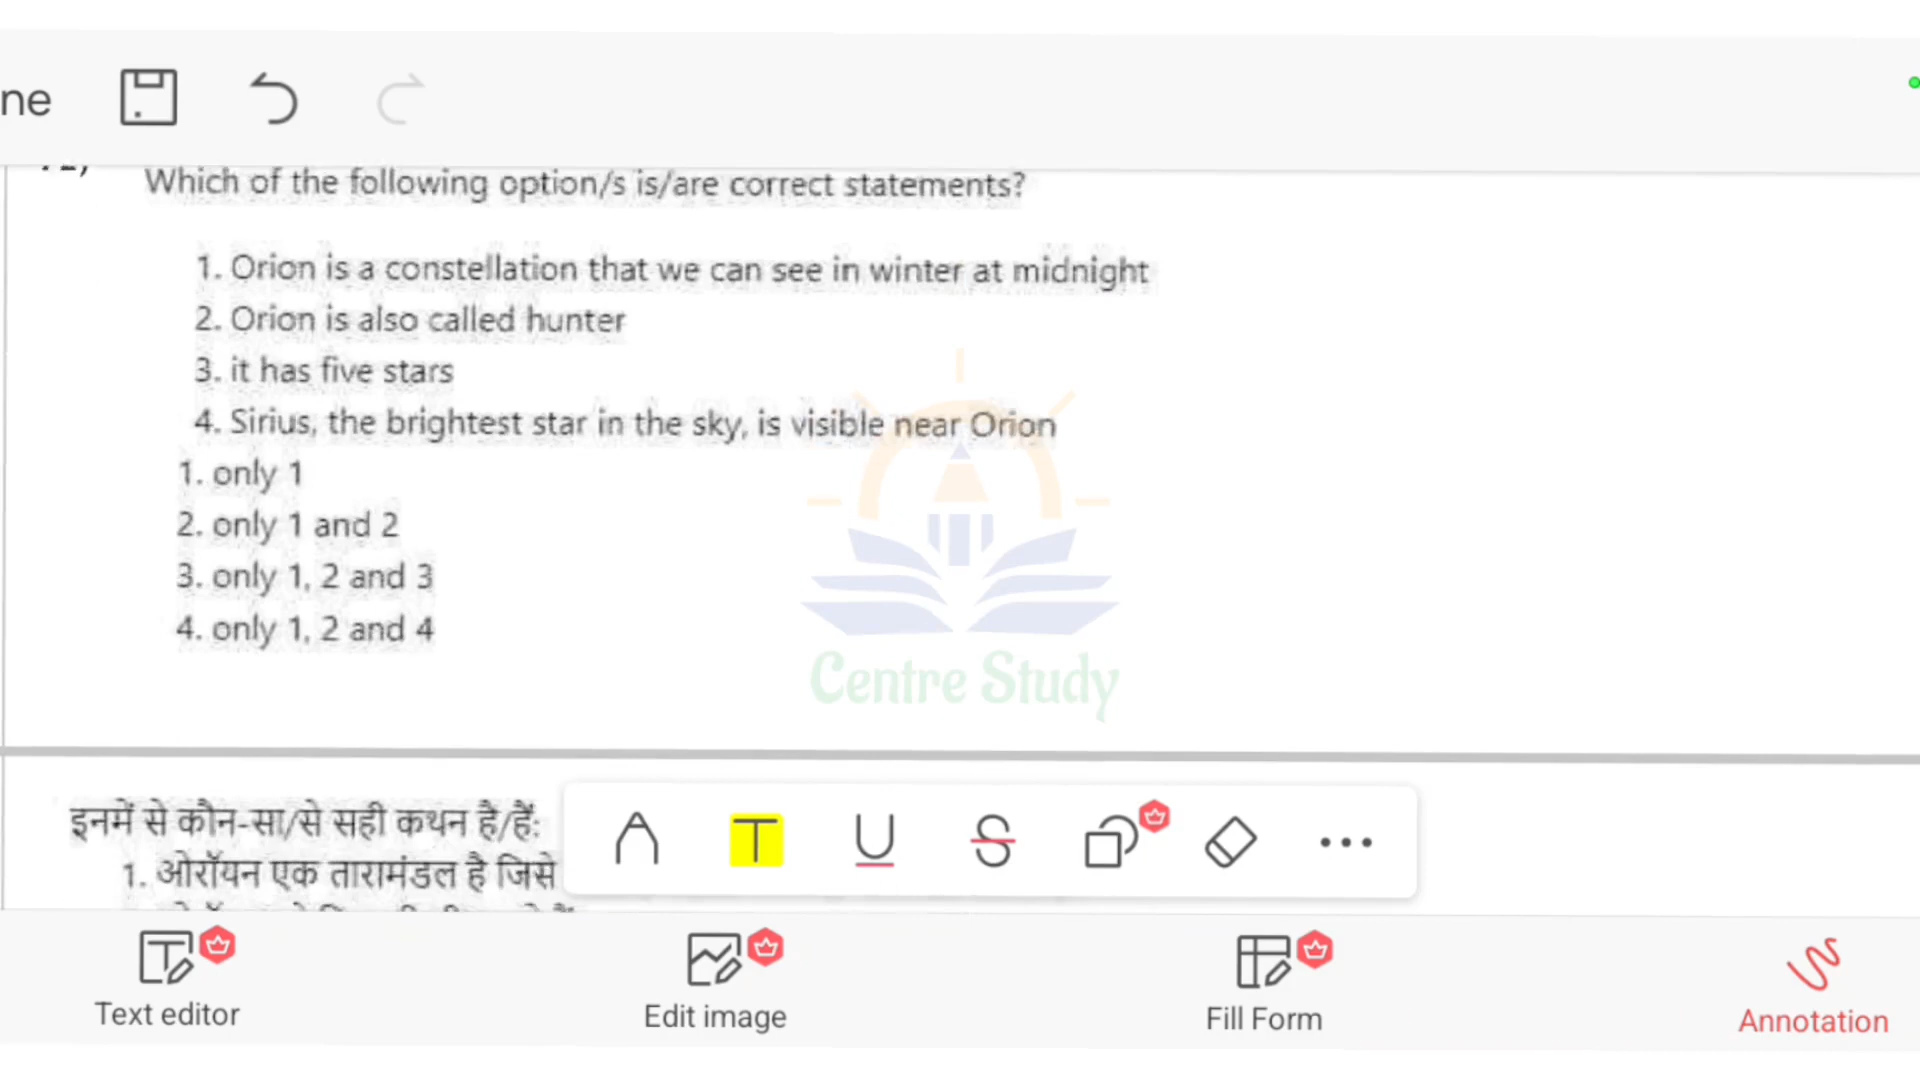 ne
Which of the following option/s is/are correct statements?
1. Orion is a constellation that we can see in winter at midnight
2. Orion is also called hunter
3. it has five stars
4. Sirius, the brightest star in the sky, is visible near Orion
1. only 1
2. only 1 and 2
3. only 1, 2 and 3
4. only 1, 2 and 4
Centre Study
इनमें से कौन-सा/से सही कथन है/हैं:
1. ओरॉयन एक तारामंडल है जिसे
Text editor
Edit image
Fill Form
Annotation